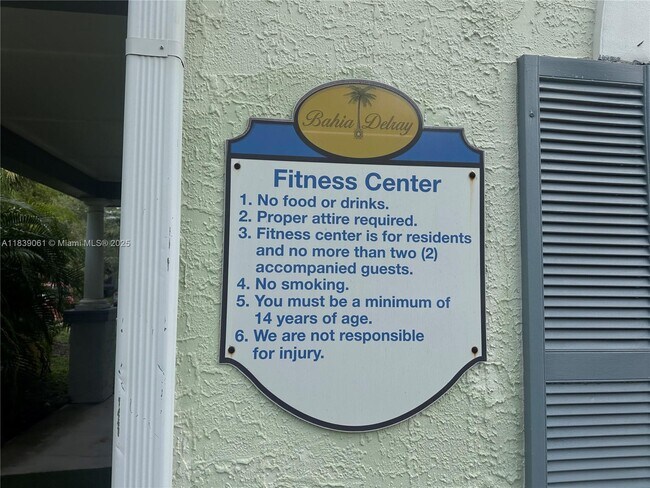 Bahia Delray
Fitness Center
1. No food or drinks.
2. Proper attire required.
3. Fitness center is for residents
and no more than two (2)
accompanied guests.
4. No smoking.
5. You must be a minimum of
14 years of age.
6. We are not responsible
for injury.
A11839061 © Miami MLS ® 2025